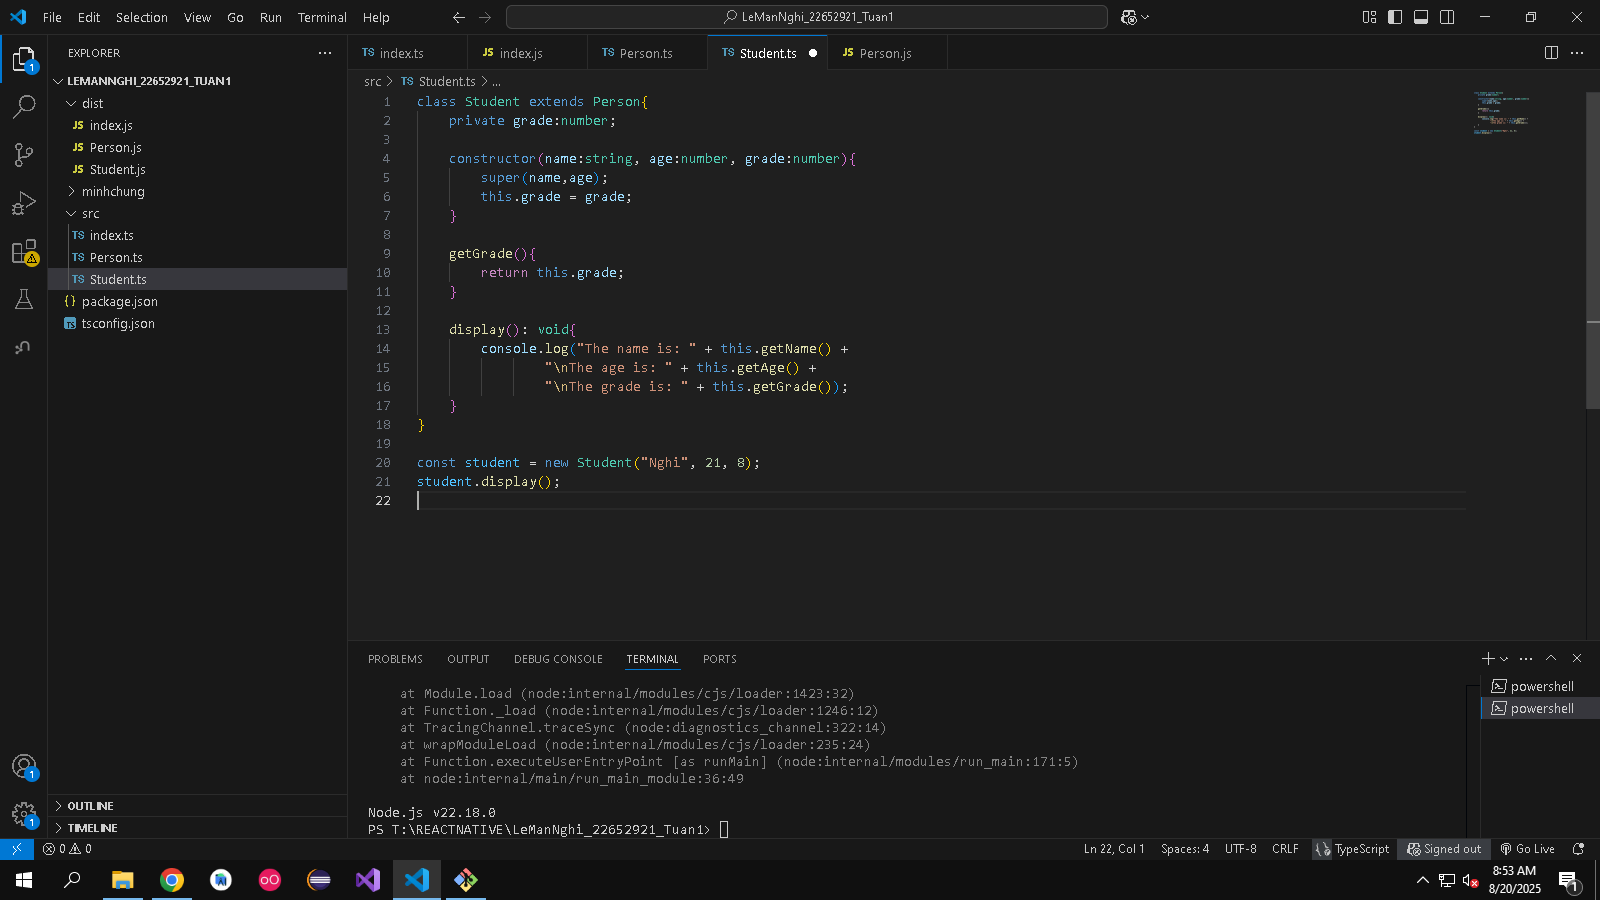 File Edit Selection View Go Run Terminal Help LeManNghi_22652921_Tuan1
EXPLORER
LEMANNGHI_22652921_TUAN1
dist
JS index.js
JS Person.js
JS Student.js
minhchung
src
TS index.ts
TS Person.ts
TS Student.ts
{} package.json
TS tsconfig.json
OUTLINE
TIMELINE
TS index.ts JS index.js TS Person.ts TS Student.ts JS Person.js
src > TS Student.ts > ...
1 class Student extends Person{
2 private grade:number;
3
4 constructor(name:string, age:number, grade:number){
5 super(name,age);
6 this.grade = grade;
7 }
8
9 getGrade(){
10 return this.grade;
11 }
12
13 display(): void{
14 console.log("The name is: " + this.getName() +
15 "\nThe age is: " + this.getAge() +
16 "\nThe grade is: " + this.getGrade());
17 }
18 }
19
20 const student = new Student("Nghi", 21, 8);
21 student.display();
22
PROBLEMS OUTPUT DEBUG CONSOLE TERMINAL PORTS
at Module.load (node:internal/modules/cjs/loader:1423:32)
at Function._load (node:internal/modules/cjs/loader:1246:12)
at TracingChannel.traceSync (node:diagnostics_channel:322:14)
at wrapModuleLoad (node:internal/modules/cjs/loader:235:24)
at Function.executeUserEntryPoint [as runMain] (node:internal/modules/run_main:171:5)
at node:internal/main/run_main_module:36:49
Node.js v22.18.0
PS T:\REACTNATIVE\LeManNghi_22652921_Tuan1>
powershell
powershell
0 0 Ln 22, Col 1 Spaces: 4 UTF-8 CRLF TypeScript Signed out Go Live
8:53 AM
8/20/2025
1